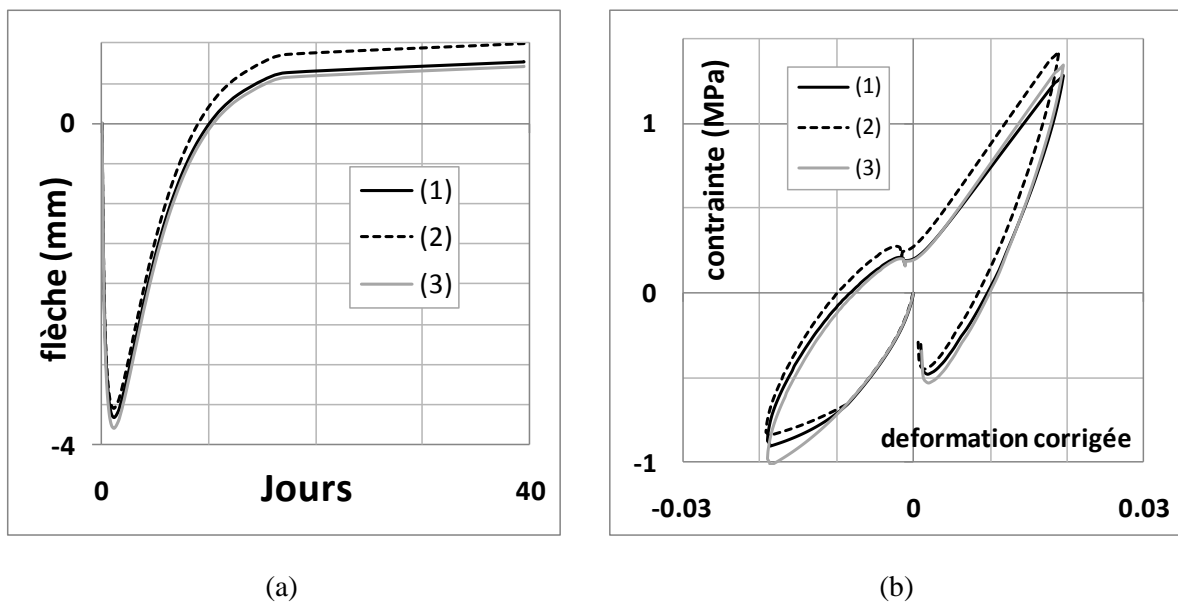 0
-4
0
40
flèche (mm)
Jours
(1)
(2)
(3)
(a)
1
0
-1
-0.03
0
0.03
contrainte (MPa)
deformation corrigée
(1)
(2)
(3)
(b)